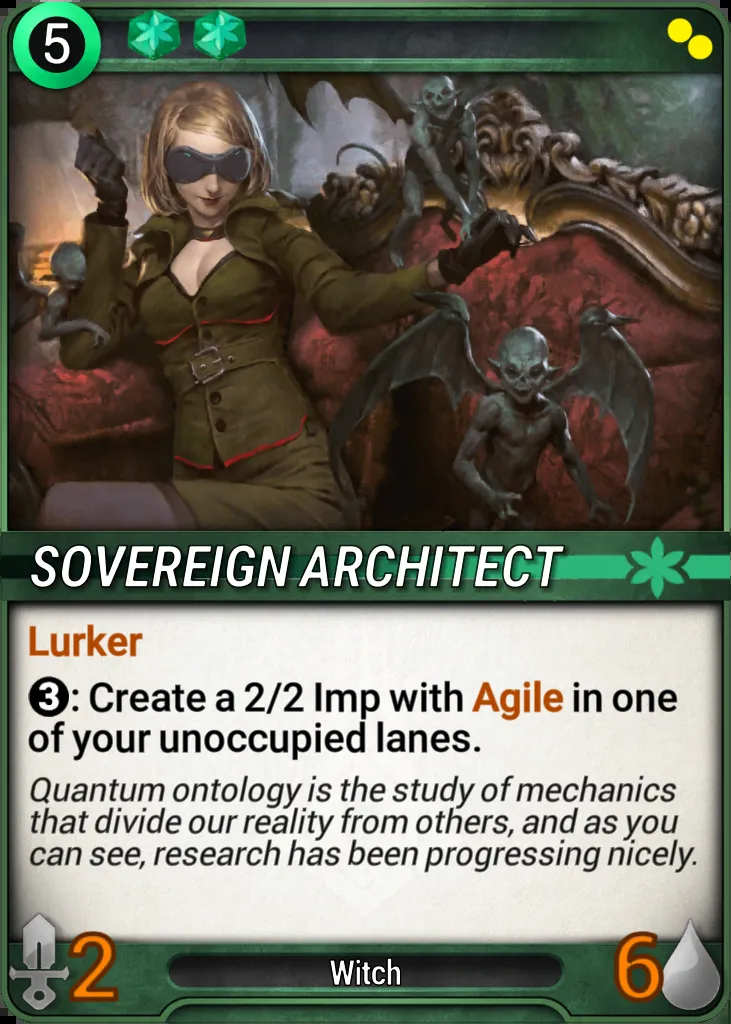 5
SOVEREIGN ARCHITECT
Lurker
3: Create a 2/2 Imp with Agile in one
of your unoccupied lanes.
Quantum ontology is the study of mechanics
that divide our reality from others, and as you
can see, research has been progressing nicely.
2
Witch
6